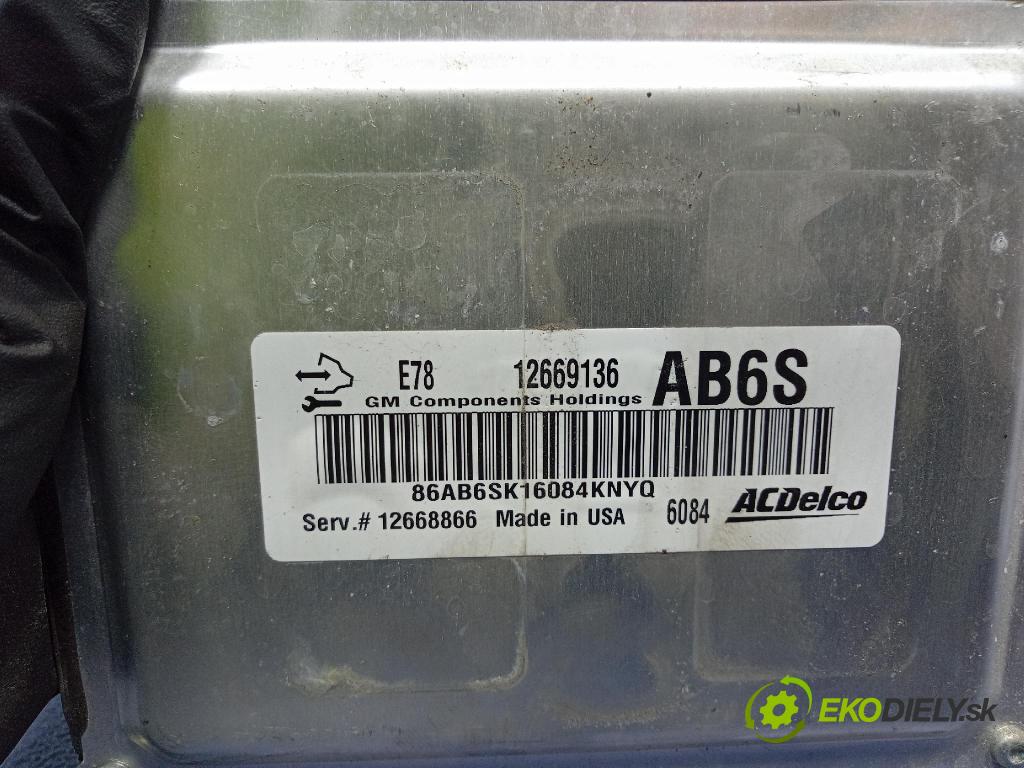 E78 12669136 AB6S
GM Components Holdings
86AB6SK16084KNYQ
Serv.# 12668866 Made in USA 6084 ACDelco
EKODIELY.sk